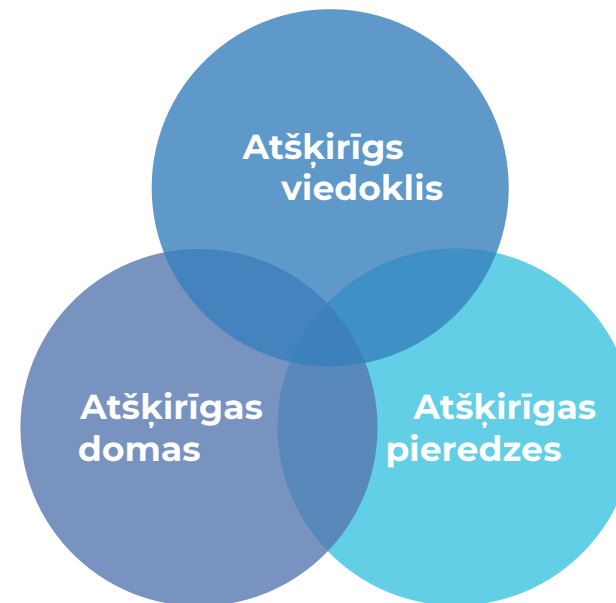 Atšķirīgs
viedoklis
Atšķirīgas
domas
Atšķirīgas
pieredzes